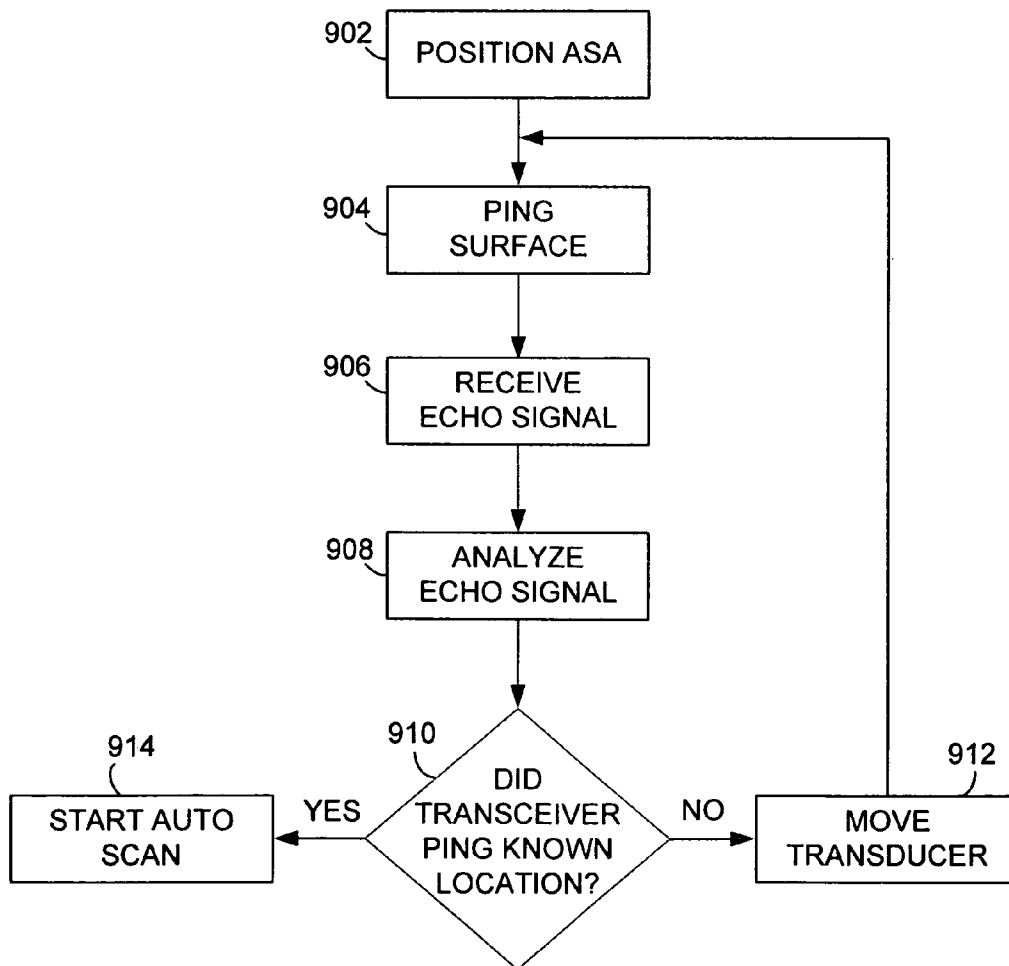 902
POSITION ASA
904
PING
SURFACE
906
RECEIVE
ECHO SIGNAL
908
ANALYZE
ECHO SIGNAL
910
DID
TRANSCEIVER
PING KNOWN
LOCATION?
YES
NO
914
START AUTO
SCAN
912
MOVE
TRANSDUCER